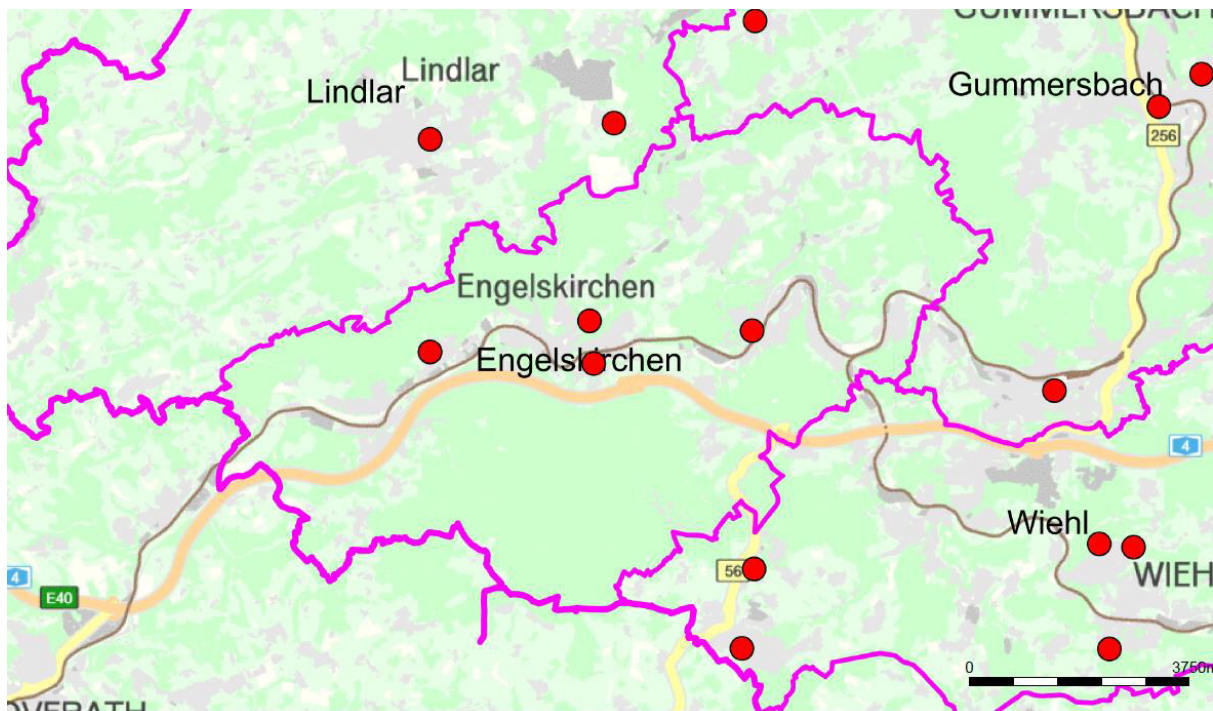 GUMMERSBACH
Lindlar
Lindlar
Gummersbach
256
Engelskirchen
Engelskirchen
4
Wiehl
56
WIEH
4
E40
0
3750m
OVERATH